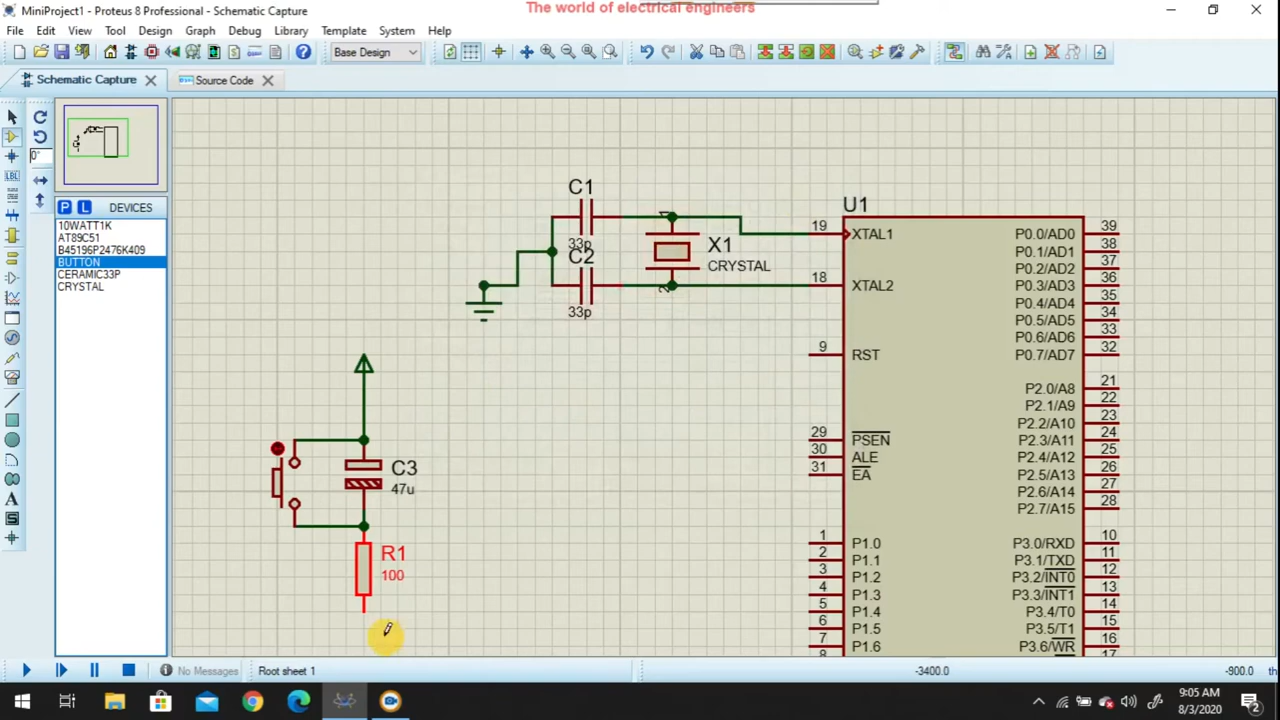 MiniProject1 - Proteus 8 Professional - Schematic Capture
The world of electrical engineers
File Edit View Tool Design Graph Debug Library Template System Help
Base Design
Schematic Capture
Source Code
0°
P L DEVICES
10WATT1K
AT89C51
B45196P2476K409
BUTTON
CERAMIC33P
CRYSTAL
LBL
A
S
C1
33p
C2
33p
1
2
X1
CRYSTAL
C3
47u
R1
100
U1
19 XTAL1
18 XTAL2
9 RST
29 PSEN
30 ALE
31 EA
1 P1.0
2 P1.1
3 P1.2
4 P1.3
5 P1.4
6 P1.5
7 P1.6
8
P0.0/AD0 39
P0.1/AD1 38
P0.2/AD2 37
P0.3/AD3 36
P0.4/AD4 35
P0.5/AD5 34
P0.6/AD6 33
P0.7/AD7 32
P2.0/A8 21
P2.1/A9 22
P2.2/A10 23
P2.3/A11 24
P2.4/A12 25
P2.5/A13 26
P2.6/A14 27
P2.7/A15 28
P3.0/RXD 10
P3.1/TXD 11
P3.2/INT0 12
P3.3/INT1 13
P3.4/T0 14
P3.5/T1 15
P3.6/WR 16
17
No Messages
Root sheet 1
-3400.0
-900.0
th
9:05 AM
8/3/2020
2